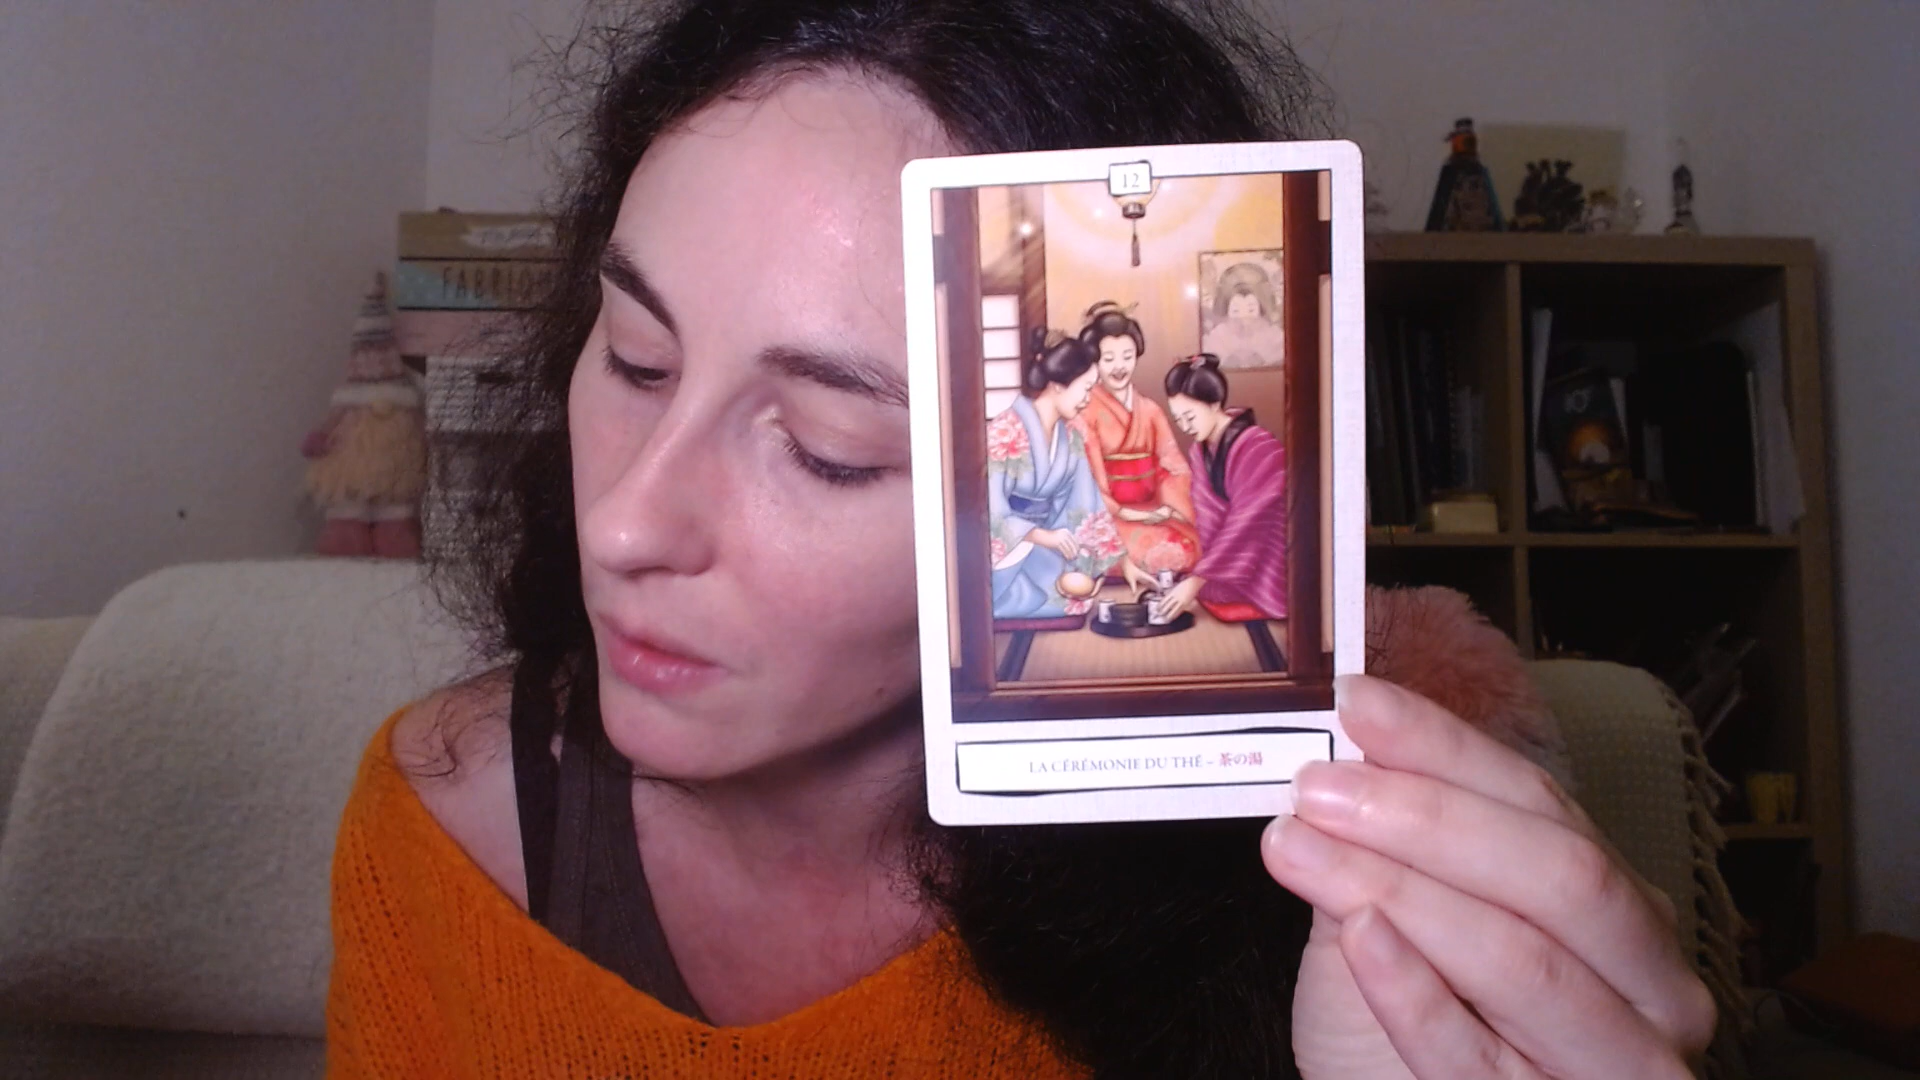 12
LA CÉRÉMONIE DU THÉ – 茶の湯